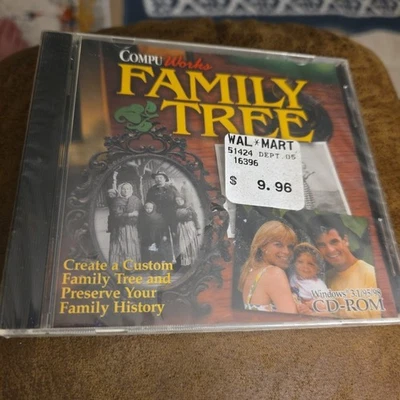 COMPU Works
FAMILY
TREE
WAL★MART
51424 DEPT.05
16396
$ 9.96
Create a Custom
Family Tree and
Preserve Your
Family History
Windows 3.1/95/98
CD-ROM